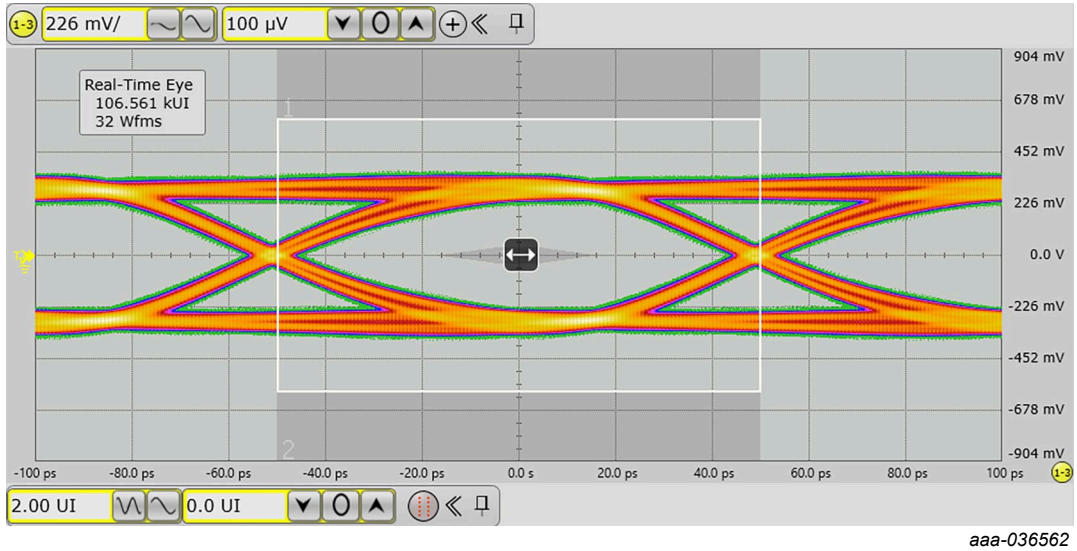 1-3 226 mV/ 100 µV 0
904 mV
Real-Time Eye
106.561 kUI
32 Wfms
678 mV
1
452 mV
226 mV
0.0 V
-226 mV
-452 mV
-678 mV
2
-904 mV
-100 ps -80.0 ps -60.0 ps -40.0 ps -20.0 ps 0.0 s 20.0 ps 40.0 ps 60.0 ps 80.0 ps 100 ps 1-3
2.00 UI 0.0 UI 0
aaa-036562